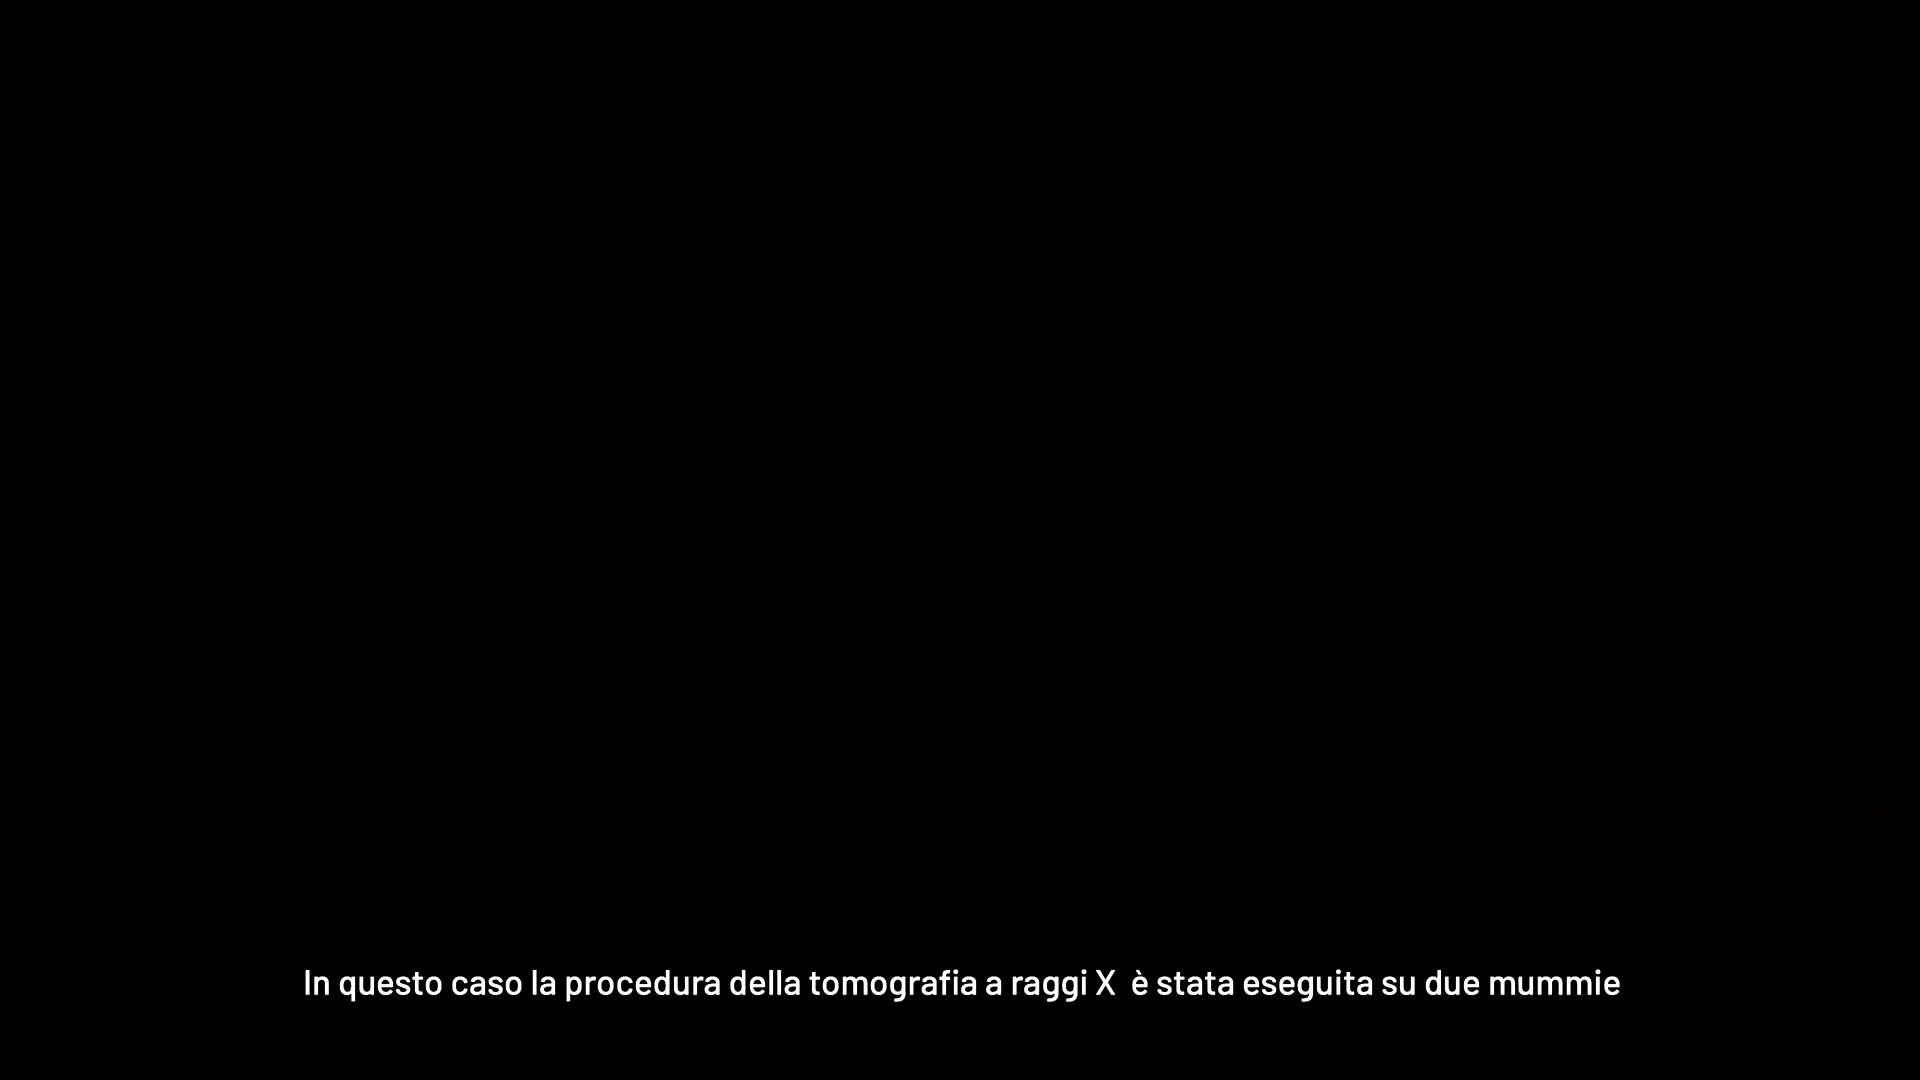 In questo caso la procedura della tomografia a raggi X  è stata eseguita su due mummie